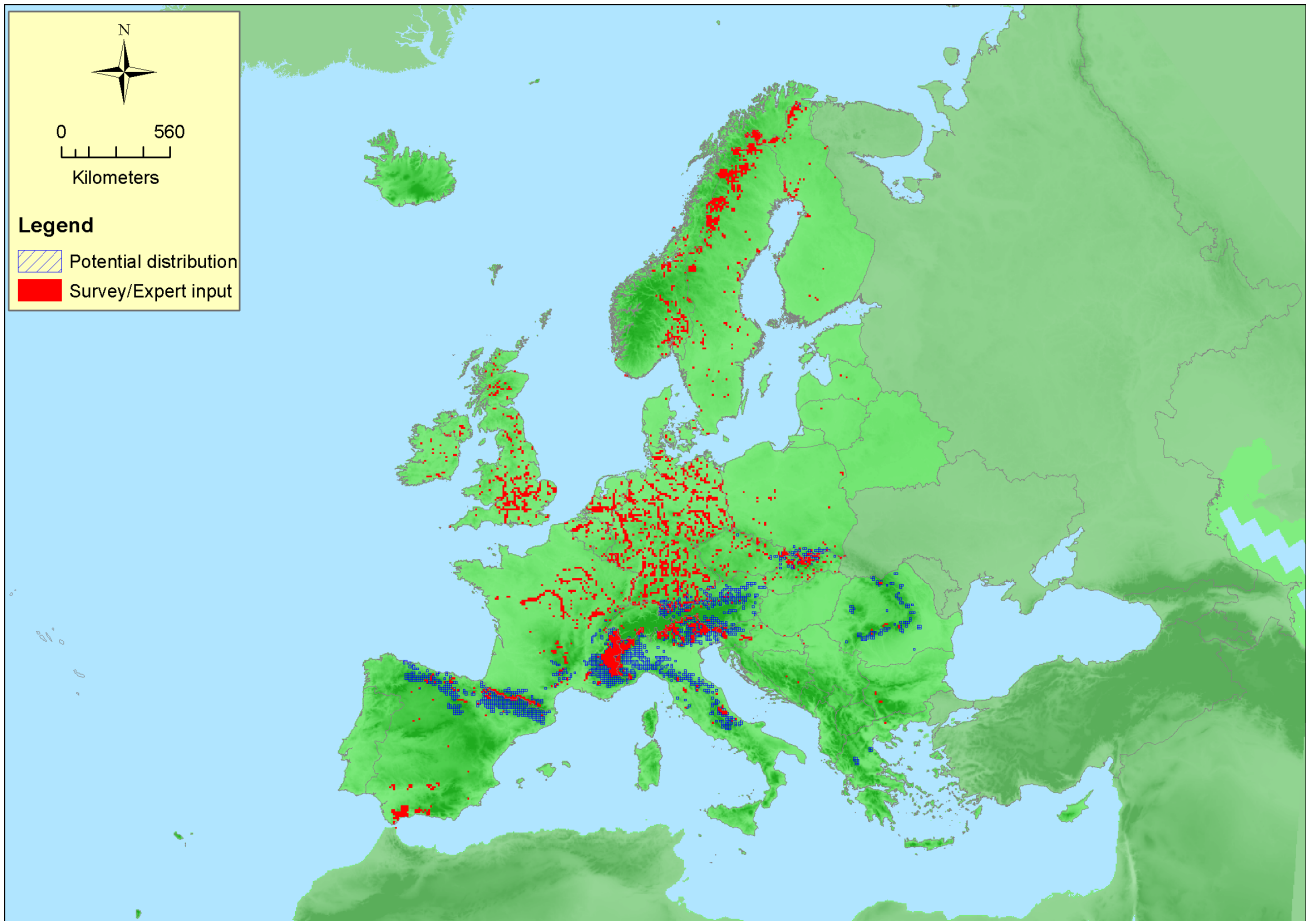 N
0 560
Kilometers
Legend
Potential distribution
Survey/Expert input